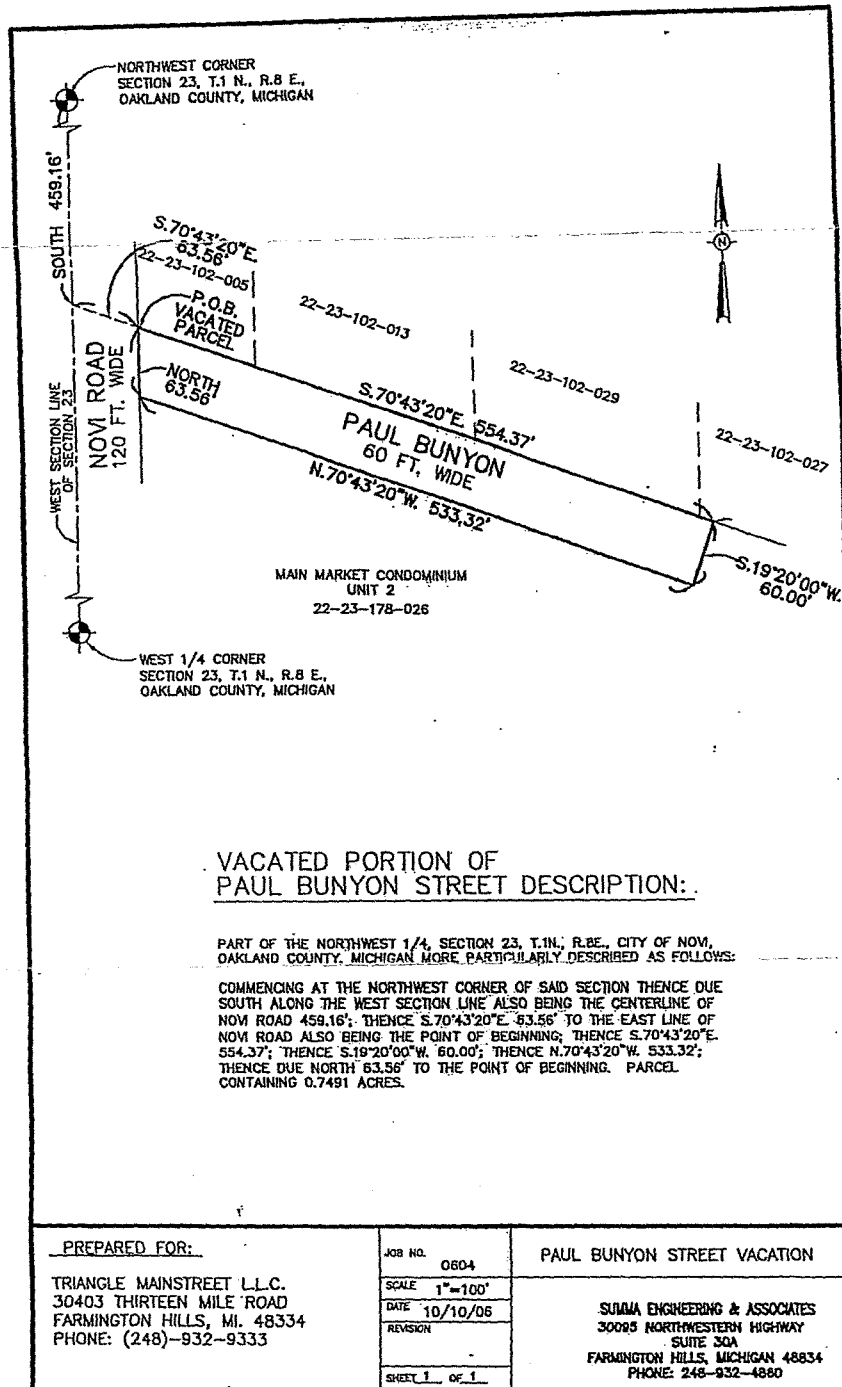 NORTHWEST CORNER
SECTION 23, T.1 N., R.8 E.,
OAKLAND COUNTY, MICHIGAN
SOUTH 459.16'
S.70°43'20"E.
63.56'
22-23-102-005
P.O.B.
VACATED
PARCEL
22-23-102-013
N
NORTH
63.56'
NOVI ROAD
120 FT. WIDE
WEST SECTION LINE
OF SECTION 23
S.70°43'20"E. 554.37'
22-23-102-029
22-23-102-027
PAUL BUNYON
60 FT. WIDE
N.70°43'20"W. 533.32'
S.19°20'00"W.
60.00'
MAIN MARKET CONDOMINIUM
UNIT 2
22-23-178-026
WEST 1/4 CORNER
SECTION 23, T.1 N., R.8 E.,
OAKLAND COUNTY, MICHIGAN
VACATED PORTION OF
PAUL BUNYON STREET DESCRIPTION:
PART OF THE NORTHWEST 1/4, SECTION 23, T.1N., R.8E., CITY OF NOVI,
OAKLAND COUNTY, MICHIGAN MORE PARTICULARLY DESCRIBED AS FOLLOWS:
COMMENCING AT THE NORTHWEST CORNER OF SAID SECTION THENCE DUE
SOUTH ALONG THE WEST SECTION LINE ALSO BEING THE CENTERLINE OF
NOVI ROAD 459.16'; THENCE S.70°43'20"E. 63.56' TO THE EAST LINE OF
NOVI ROAD ALSO BEING THE POINT OF BEGINNING; THENCE S.70°43'20"E.
554.37'; THENCE S.19°20'00"W. 60.00'; THENCE N.70°43'20"W. 533.32';
THENCE DUE NORTH 63.56' TO THE POINT OF BEGINNING. PARCEL
CONTAINING 0.7491 ACRES.
PREPARED FOR:
TRIANGLE MAINSTREET L.L.C.
30403 THIRTEEN MILE ROAD
FARMINGTON HILLS, MI. 48334
PHONE: (248)-932-9333
JOB NO. 0604
SCALE 1"=100'
DATE 10/10/06
REVISION
SHEET 1 OF 1
PAUL BUNYON STREET VACATION
SUMMA ENGINEERING & ASSOCIATES
30095 NORTHWESTERN HIGHWAY
SUITE 30A
FARMINGTON HILLS, MICHIGAN 48834
PHONE: 248-932-4880